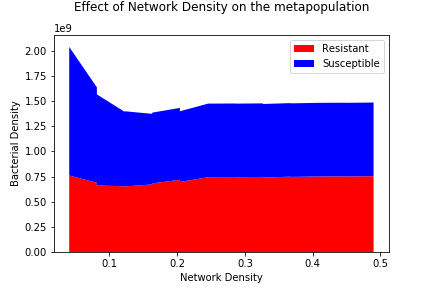 Effect of Network Density on the metapopulation
1e9
Resistant
Susceptible
2.00
1.75
1.50
1.25
1.00
0.75
0.50
0.25
0.00
Bacterial Density
0.1 0.2 0.3 0.4 0.5
Network Density